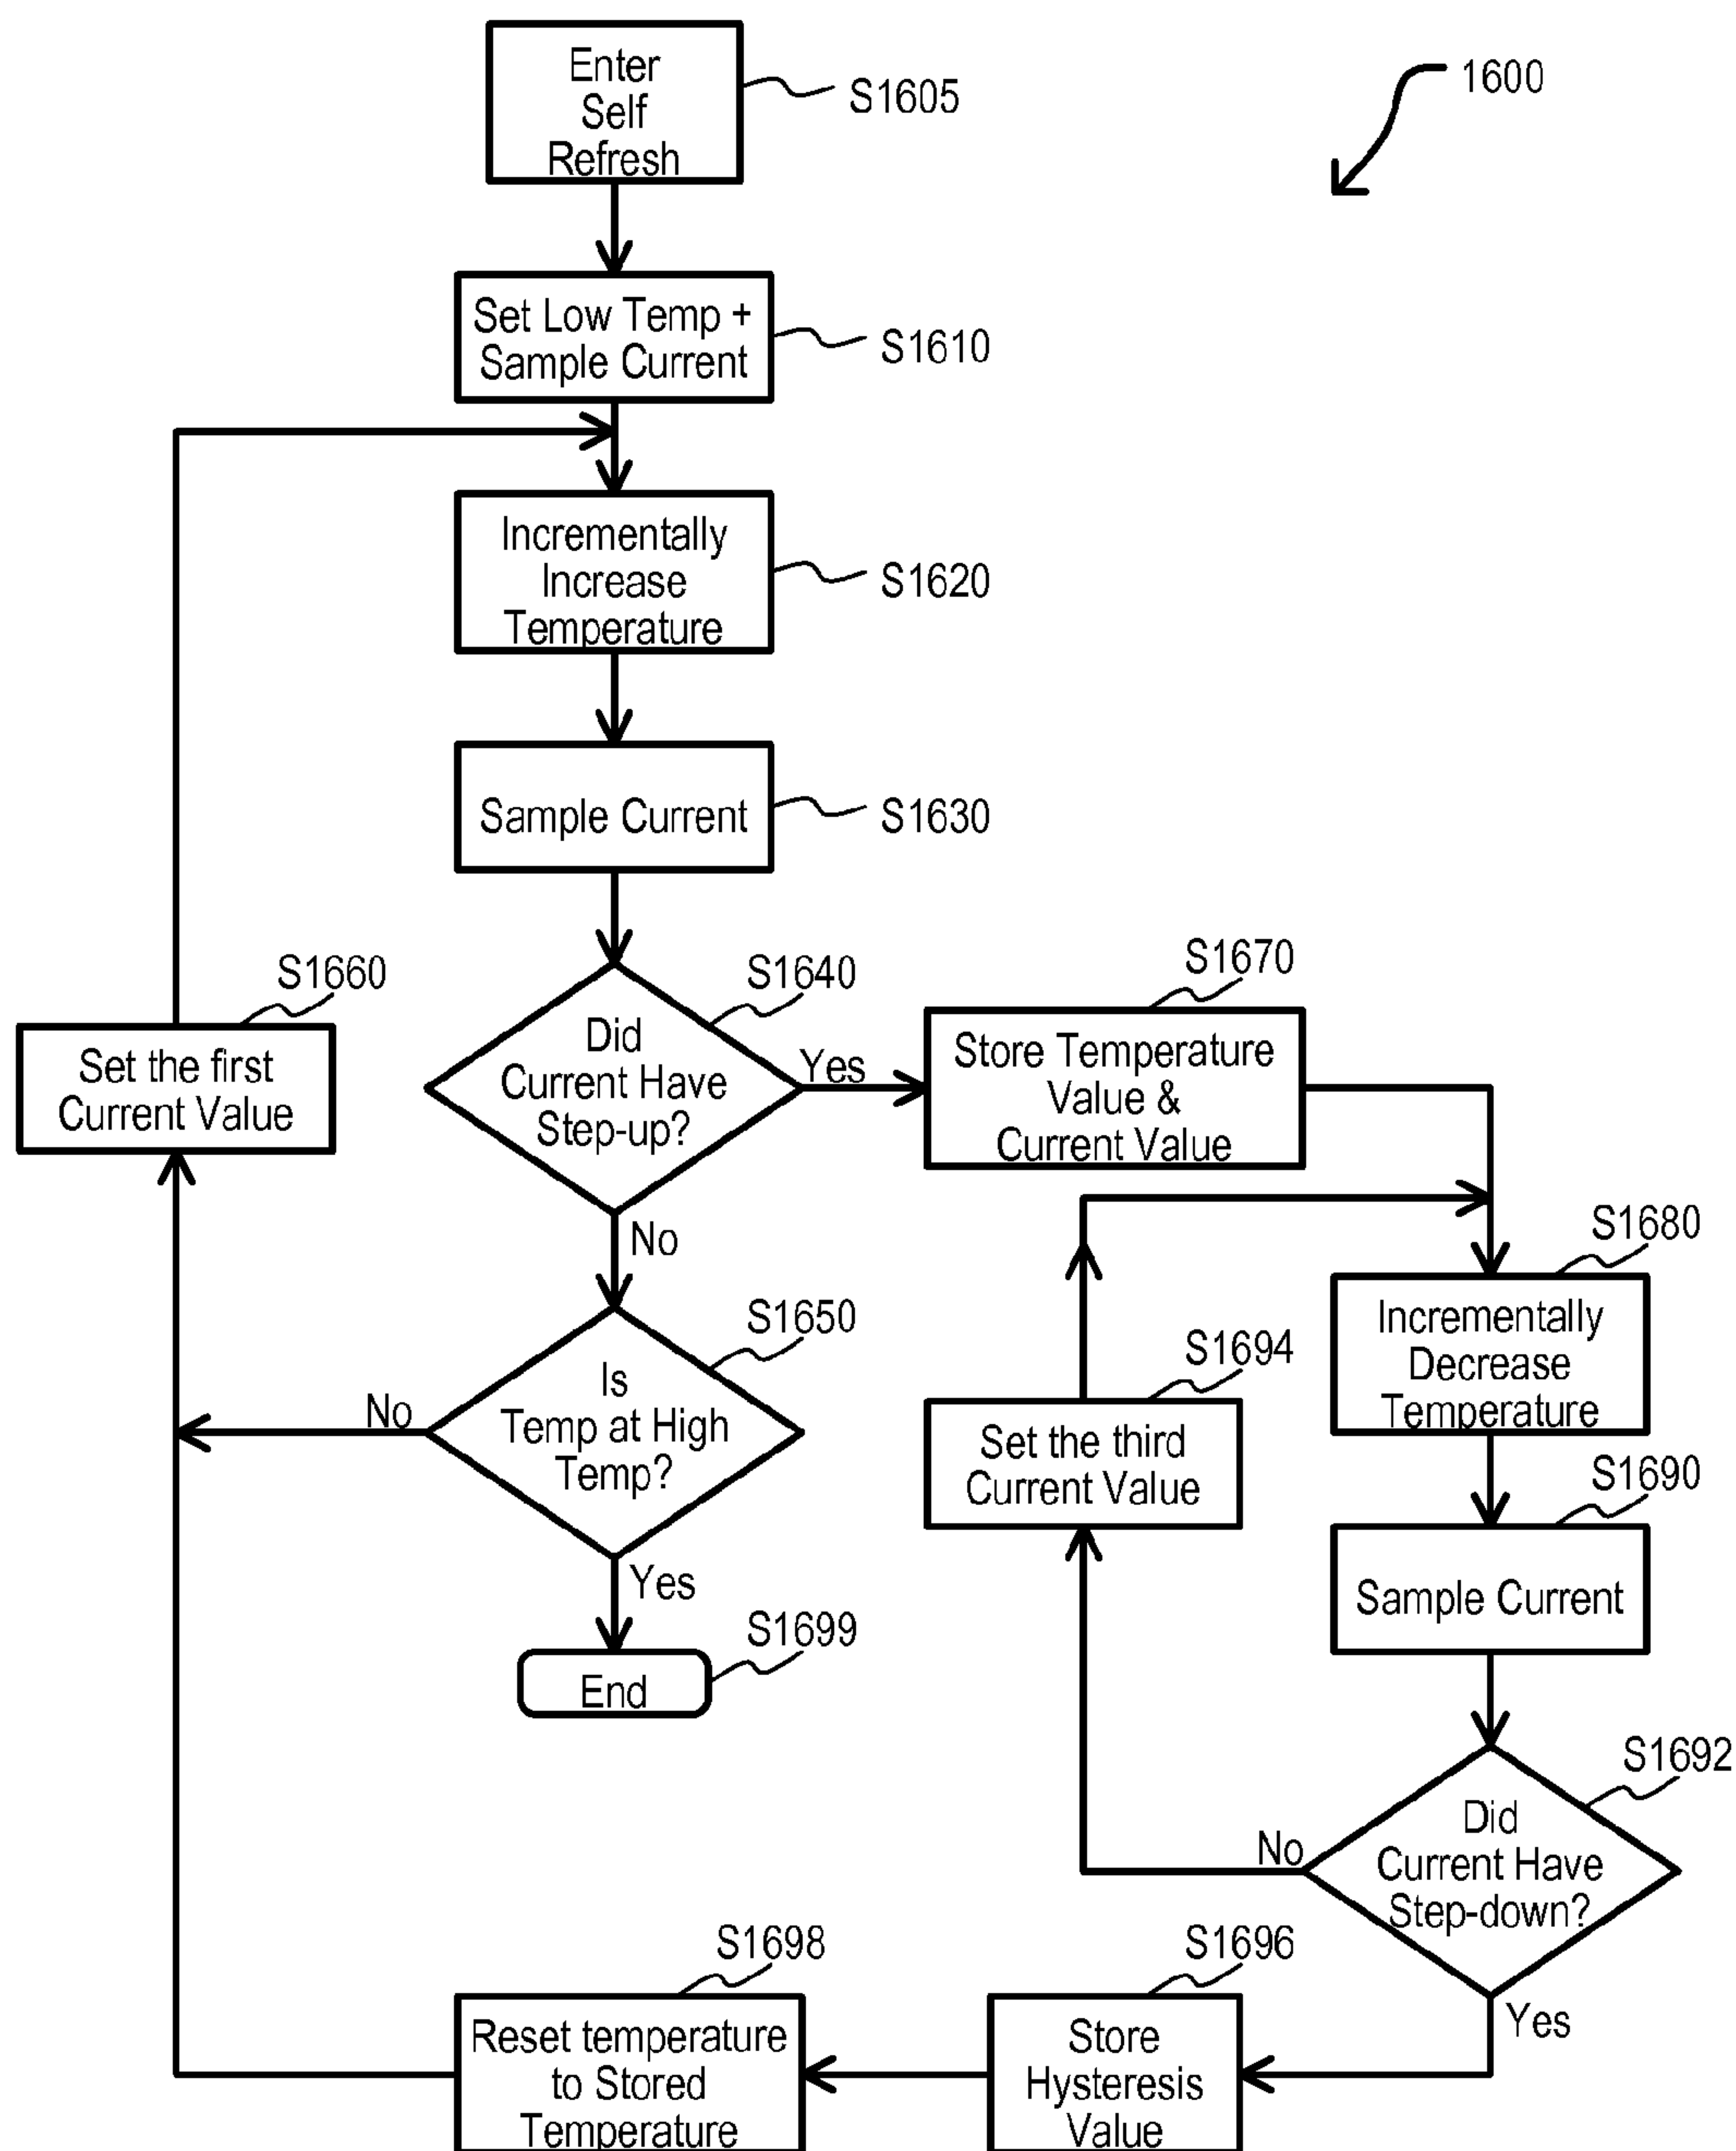 Enter
Self
Refresh
S1605
1600
Set Low Temp +
Sample Current
S1610
Incrementally
Increase
Temperature
S1620
Sample Current
S1630
S1640
Did
Current Have
Step-up?
Yes
No
S1660
Set the first
Current Value
S1670
Store Temperature
Value &
Current Value
S1650
Is
Temp at High
Temp?
No
Yes
S1699
End
S1680
Incrementally
Decrease
Temperature
S1694
Set the third
Current Value
S1690
Sample Current
S1692
Did
Current Have
Step-down?
No
Yes
S1696
Store
Hysteresis
Value
S1698
Reset temperature
to Stored
Temperature